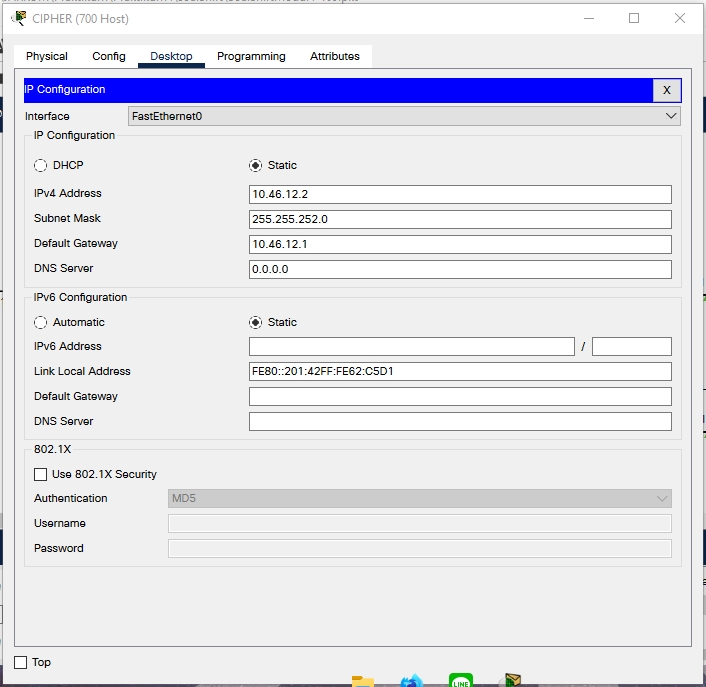 CIPHER (700 Host)
Physical Config Desktop Programming Attributes
IP Configuration X
Interface FastEthernet0
IP Configuration
DHCP Static
IPv4 Address 10.46.12.2
Subnet Mask 255.255.252.0
Default Gateway 10.46.12.1
DNS Server 0.0.0.0
IPv6 Configuration
Automatic Static
IPv6 Address /
Link Local Address FE80::201:42FF:FE62:C5D1
Default Gateway
DNS Server
802.1X
Use 802.1X Security
Authentication MD5
Username
Password
Top
LINE